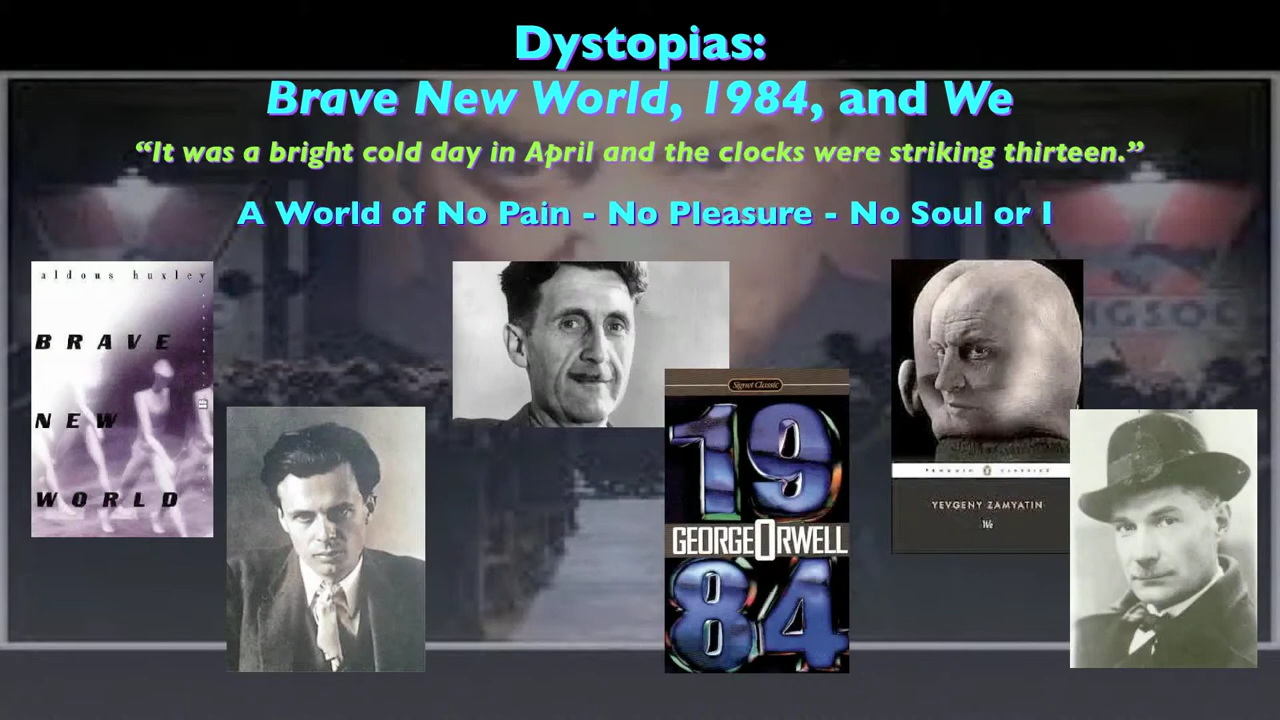 Dystopias:
Brave New World, 1984, and We
“It was a bright cold day in April and the clocks were striking thirteen.”
A World of No Pain - No Pleasure - No Soul or I
aldous huxley
BRAVE
NEW
WORLD
Signet Classic
19
GEORGE ORWELL
84
PENGUIN CLASSICS
YEVGENY ZAMYATIN
We
NGSOC